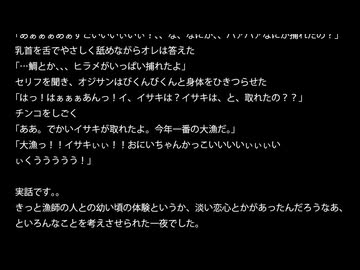 「あぁぁぁああぁすごいいいいい！、、な、なにが、、ハアハアなにが捕れたの？」
乳首を舌でやさしく舐めながらオレは答えた
「…鯛とか、、、ヒラメがいっぱい捕れたよ」
セリフを聞き、オジサンはびくんびくんと身体をひきつらせた
「はっ！はぁぁぁあんっ！イ、イサキは？イサキは、と、取れたの？？」
チンコをしごく
「ああ。でかいイサキが取れたよ。今年一番の大漁だ。」
「大漁っ！！イサキぃぃ！！おにいちゃんかっこいいいいぃぃぃい
ぃくううううう！」
実話です。。
きっと漁師の人との幼い頃の体験というか、淡い恋心とかがあったんだろうなあ、
といろんなことを考えさせられた一夜でした。